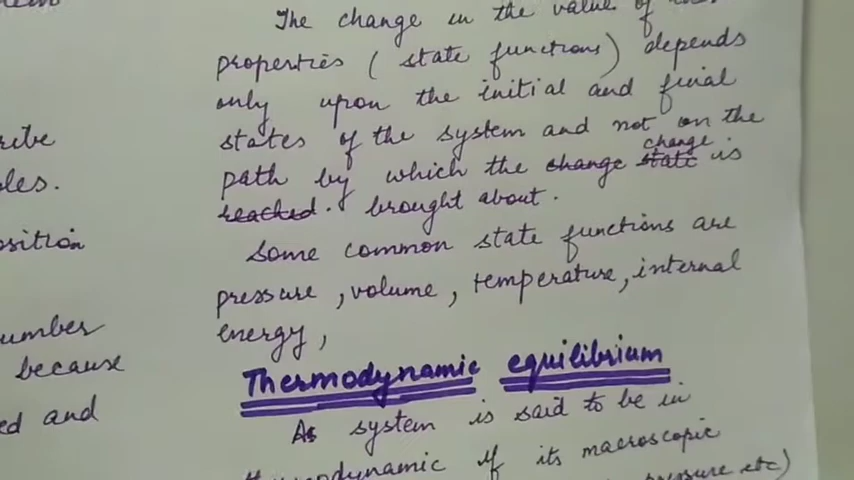 ribe
les.
osition
umber
because
ed and
The change in the value of
properties ( state functions) depends
only upon the initial and final
states of the system and not on the
path by which the change state change is
reached. brought about.
Some common state functions are
pressure , volume , temperature, internal
energy ,
Thermodynamic equilibrium
As system is said to be in
thermodynamic if its macroscopic
pressure etc)